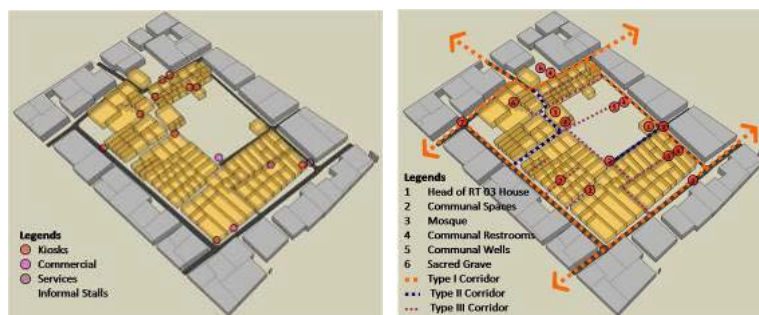 Legends
Kiosks
Commercial
Services
Informal Stalls
Legends
1 Head of RT 03 House
2 Communal Spaces
3 Mosque
4 Communal Restrooms
5 Communal Wells
6 Sacred Grave
Type I Corridor
Type II Corridor
Type III Corridor